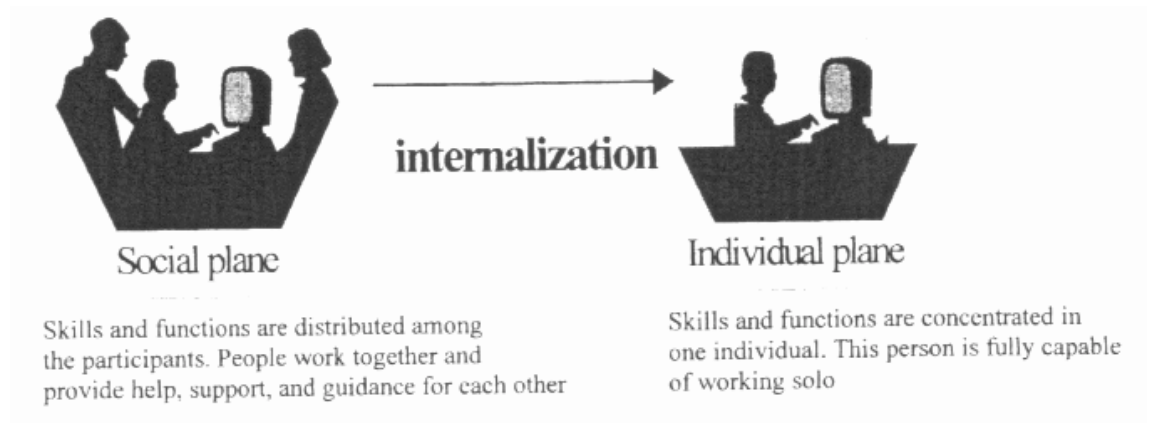 internalization
Social plane
Individual plane
Skills and functions are distributed among
the participants. People work together and
provide help, support, and guidance for each other
Skills and functions are concentrated in
one individual. This person is fully capable
of working solo